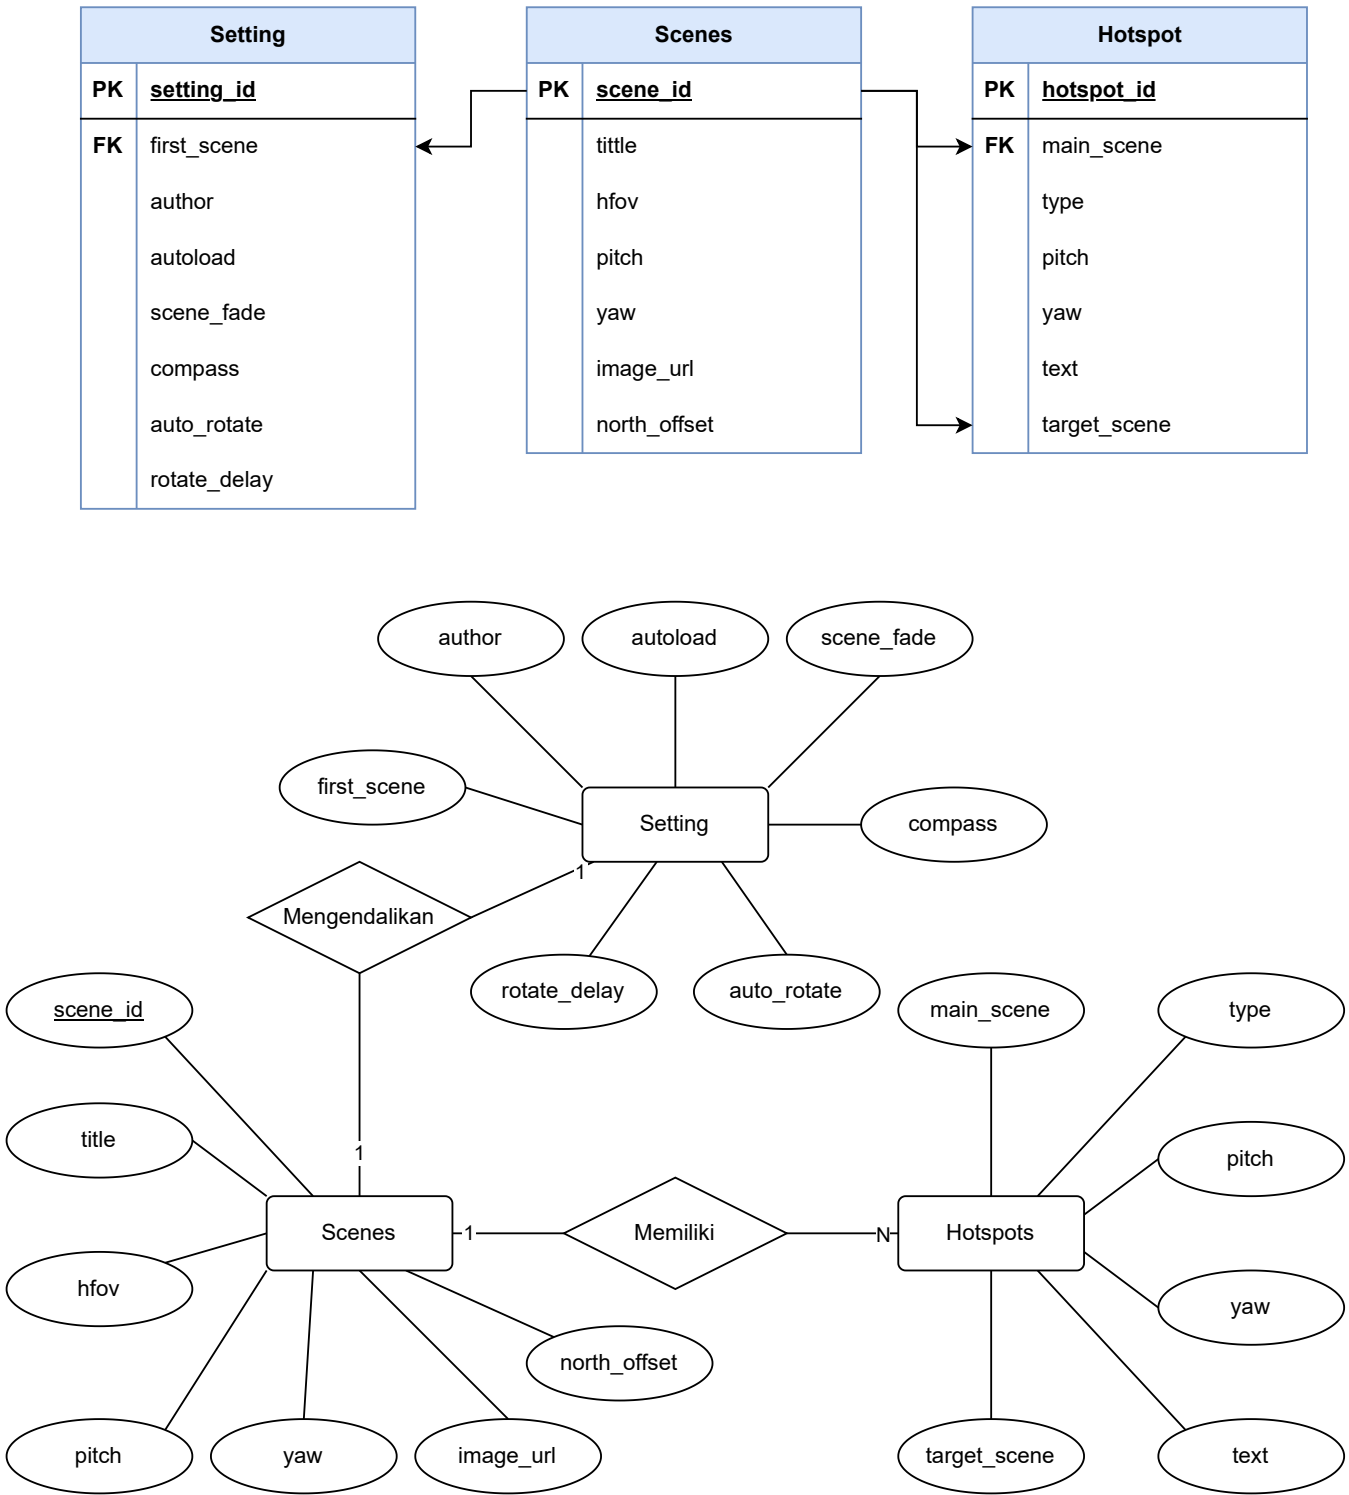 Setting
PK setting_id
FK first_scene
author
autoload
scene_fade
compass
auto_rotate
rotate_delay
Scenes
PK scene_id
tittle
hfov
pitch
yaw
image_url
north_offset
Hotspot
PK hotspot_id
FK main_scene
type
pitch
yaw
text
target_scene
author
autoload
scene_fade
first_scene
Setting
compass
1
Mengendalikan
rotate_delay
auto_rotate
scene_id
main_scene
type
title
1
pitch
Scenes
1
Memiliki
N
Hotspots
hfov
yaw
north_offset
pitch
yaw
image_url
target_scene
text